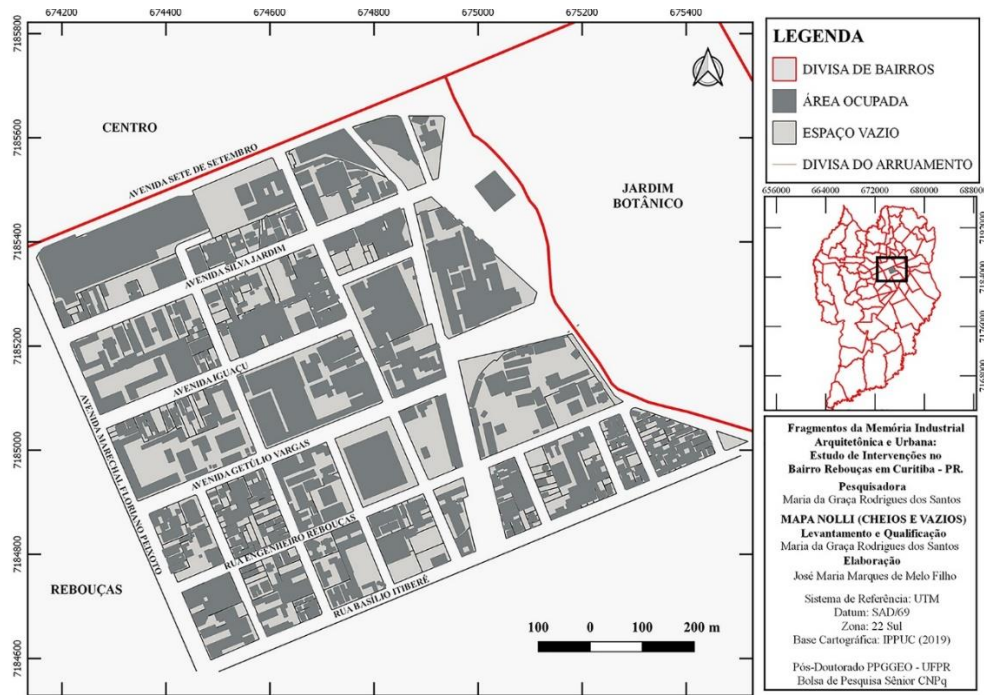 674200 674400 674600 674800 675000 675200 675400
7185800
7185600
7185400
7185200
7185000
7184800
7184600
CENTRO
AVENIDA SETE DE SETEMBRO
JARDIM
BOTÂNICO
AVENIDA SILVA JARDIM
AVENIDA IGUAÇU
AVENIDA MARECHAL FLORIANO PEIXOTO
AVENIDA GETÚLIO VARGAS
RUA ENGENHEIRO REBOUÇAS
REBOUÇAS
RUA BASÍLIO ITIBERÊ
100 0 100 200 m
LEGENDA
DIVISA DE BAIRROS
ÁREA OCUPADA
ESPAÇO VAZIO
DIVISA DO ARRUAMENTO
656000 664000 672000 680000 688000
7192000
7184000
7176000
7168000
Fragmentos da Memória Industrial
Arquitetônica e Urbana:
Estudo de Intervenções no
Bairro Rebouças em Curitiba - PR.
Pesquisadora
Maria da Graça Rodrigues dos Santos
MAPA NOLLI (CHEIOS E VAZIOS)
Levantamento e Qualificação
Maria da Graça Rodrigues dos Santos
Elaboração
José Maria Marques de Melo Filho
Sistema de Referência: UTM
Datum: SAD/69
Zona: 22 Sul
Base Cartográfica: IPPUC (2019)
Pós-Doutorado PPGGEO - UFPR
Bolsa de Pesquisa Sênior CNPq